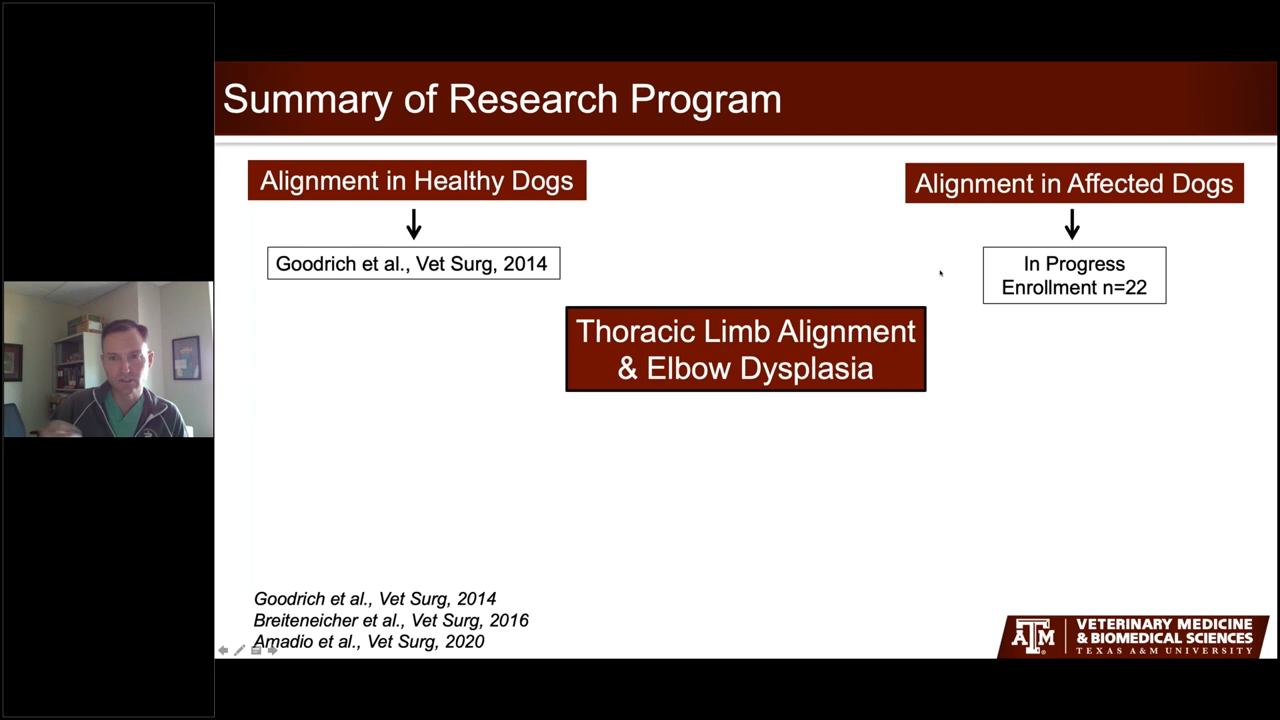 Summary of Research Program
Alignment in Healthy Dogs
Alignment in Affected Dogs
Goodrich et al., Vet Surg, 2014
In Progress
Enrollment n=22
Thoracic Limb Alignment
& Elbow Dysplasia
Goodrich et al., Vet Surg, 2014
Breiteneicher et al., Vet Surg, 2016
Amadio et al., Vet Surg, 2020
ATM
VETERINARY MEDICINE
& BIOMEDICAL SCIENCES
TEXAS A&M UNIVERSITY